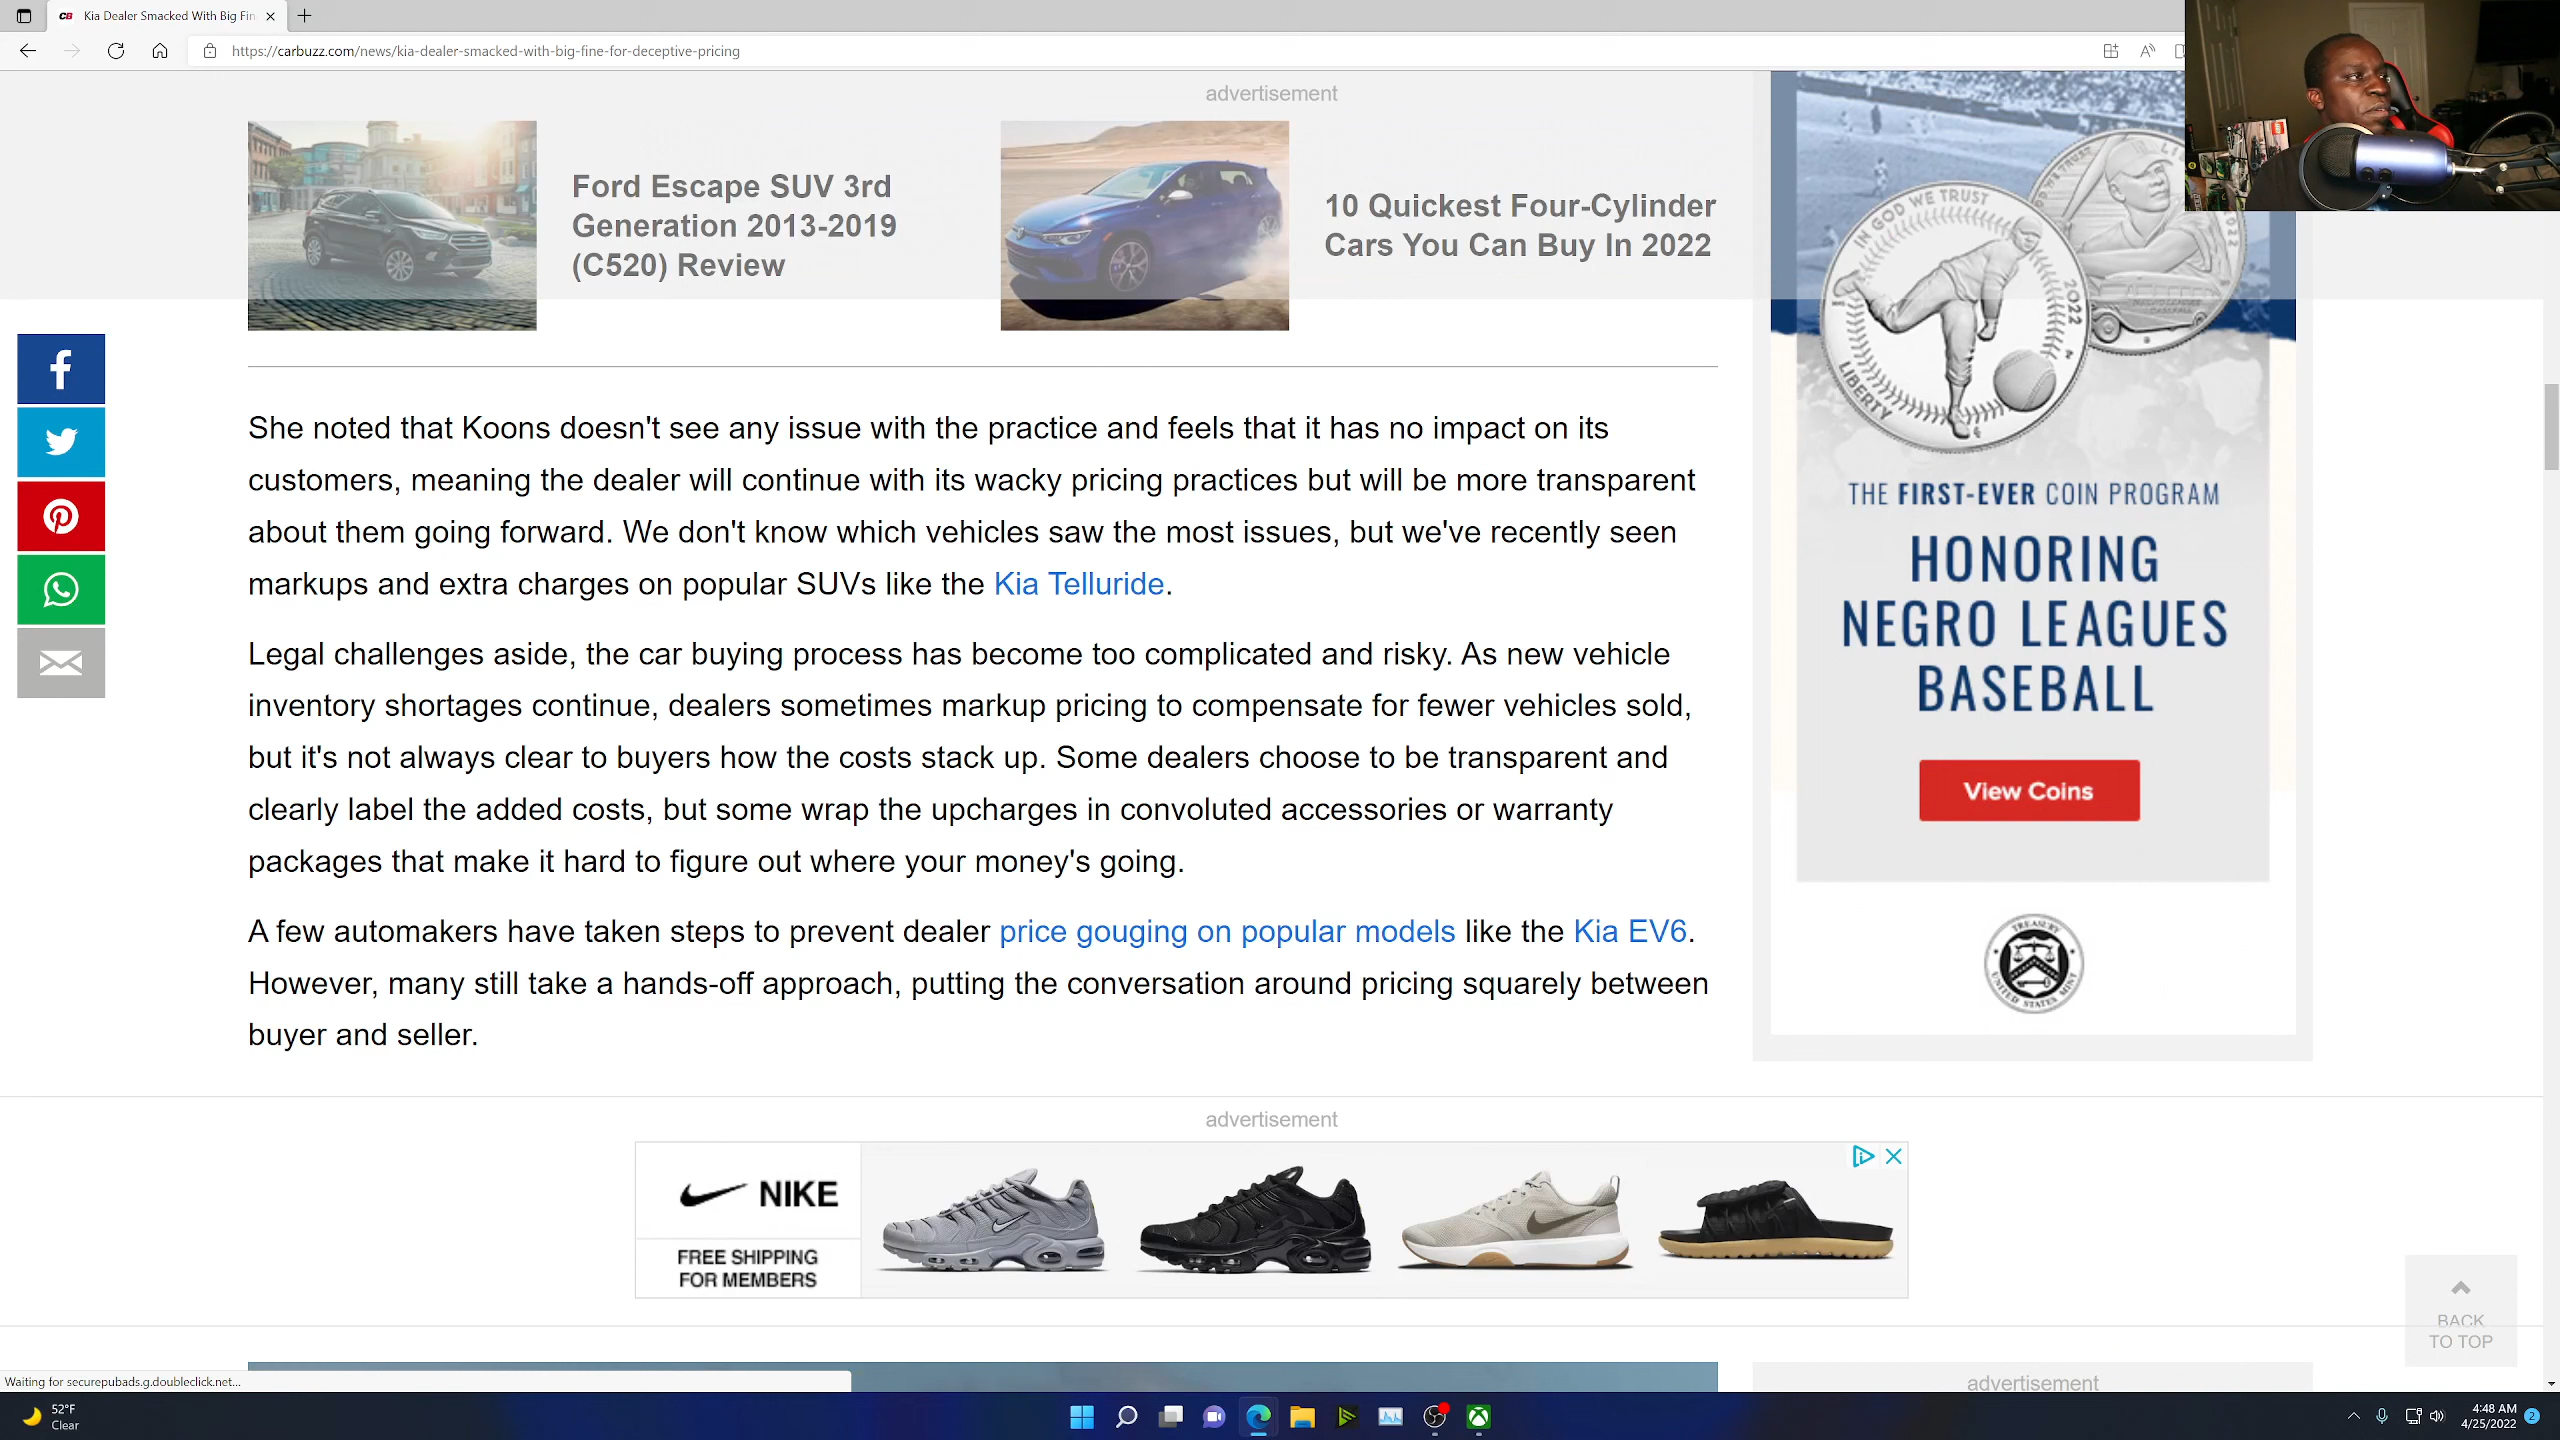 Kia Dealer Smacked With Big Fin
https://carbuzz.com/news/kia-dealer-smacked-with-big-fine-for-deceptive-pricing
advertisement
Ford Escape SUV 3rd
Generation 2013-2019
(C520) Review
10 Quickest Four-Cylinder
Cars You Can Buy In 2022
She noted that Koons doesn't see any issue with the practice and feels that it has no impact on its
customers, meaning the dealer will continue with its wacky pricing practices but will be more transparent
about them going forward. We don't know which vehicles saw the most issues, but we've recently seen
markups and extra charges on popular SUVs like the Kia Telluride.
Legal challenges aside, the car buying process has become too complicated and risky. As new vehicle
inventory shortages continue, dealers sometimes markup pricing to compensate for fewer vehicles sold,
but it's not always clear to buyers how the costs stack up. Some dealers choose to be transparent and
clearly label the added costs, but some wrap the upcharges in convoluted accessories or warranty
packages that make it hard to figure out where your money's going.
A few automakers have taken steps to prevent dealer price gouging on popular models like the Kia EV6.
However, many still take a hands-off approach, putting the conversation around pricing squarely between
buyer and seller.
IN GOD WE TRUST
2022
LIBERTY
THE FIRST-EVER COIN PROGRAM
HONORING
NEGRO LEAGUES
BASEBALL
View Coins
TREASURY
UNITED STATES MINT
advertisement
NIKE
FREE SHIPPING
FOR MEMBERS
BACK
TO TOP
advertisement
Waiting for securepubads.g.doubleclick.net...
52°F
Clear
4:48 AM
4/25/2022
2